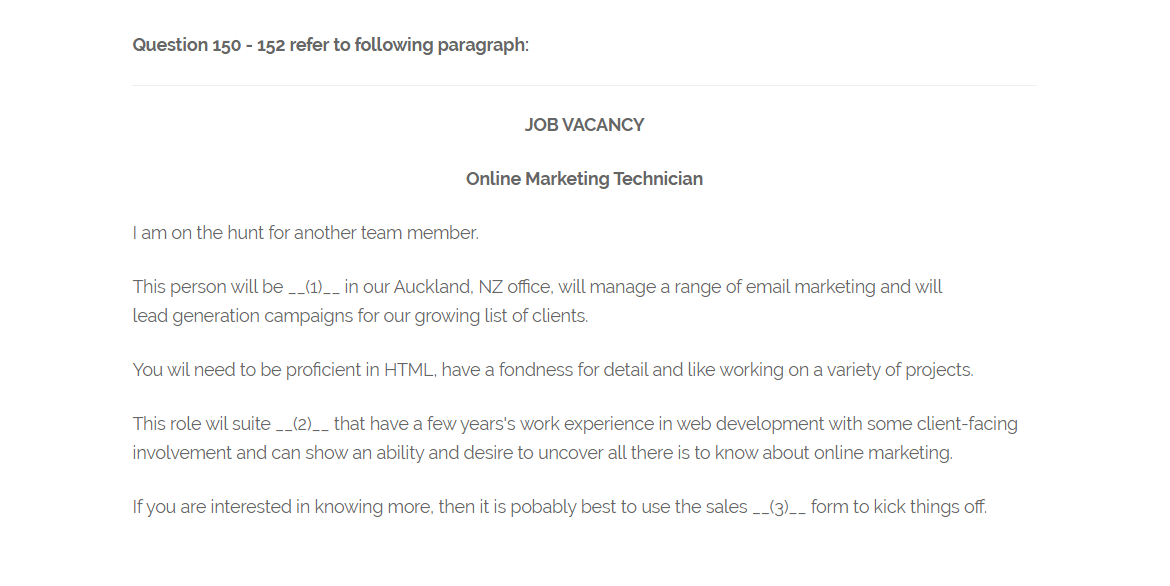 Question 150 - 152 refer to following paragraph:
JOB VACANCY
Online Marketing Technician
I am on the hunt for another team member.
This person will be __(1)__ in our Auckland, NZ office, will manage a range of email marketing and will
lead generation campaigns for our growing list of clients.
You wil need to be proficient in HTML, have a fondness for detail and like working on a variety of projects.
This role wil suite __(2)__ that have a few years's work experience in web development with some client-facing
involvement and can show an ability and desire to uncover all there is to know about online marketing.
If you are interested in knowing more, then it is pobably best to use the sales __(3)__ form to kick things off.